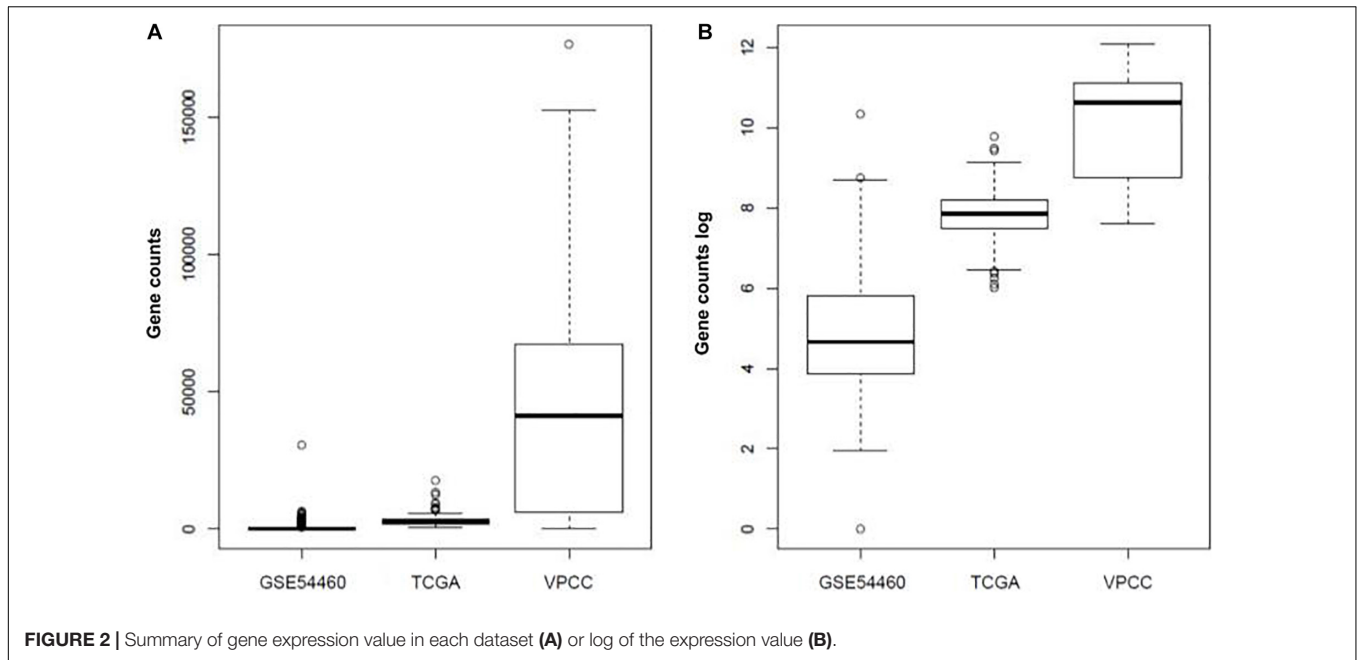 A
Gene counts
150000
100000
50000
0
GSE54460 TCGA VPCC
B
Gene counts log
12
10
8
6
4
2
0
GSE54460 TCGA VPCC
FIGURE 2 | Summary of gene expression value in each dataset (A) or log of the expression value (B).